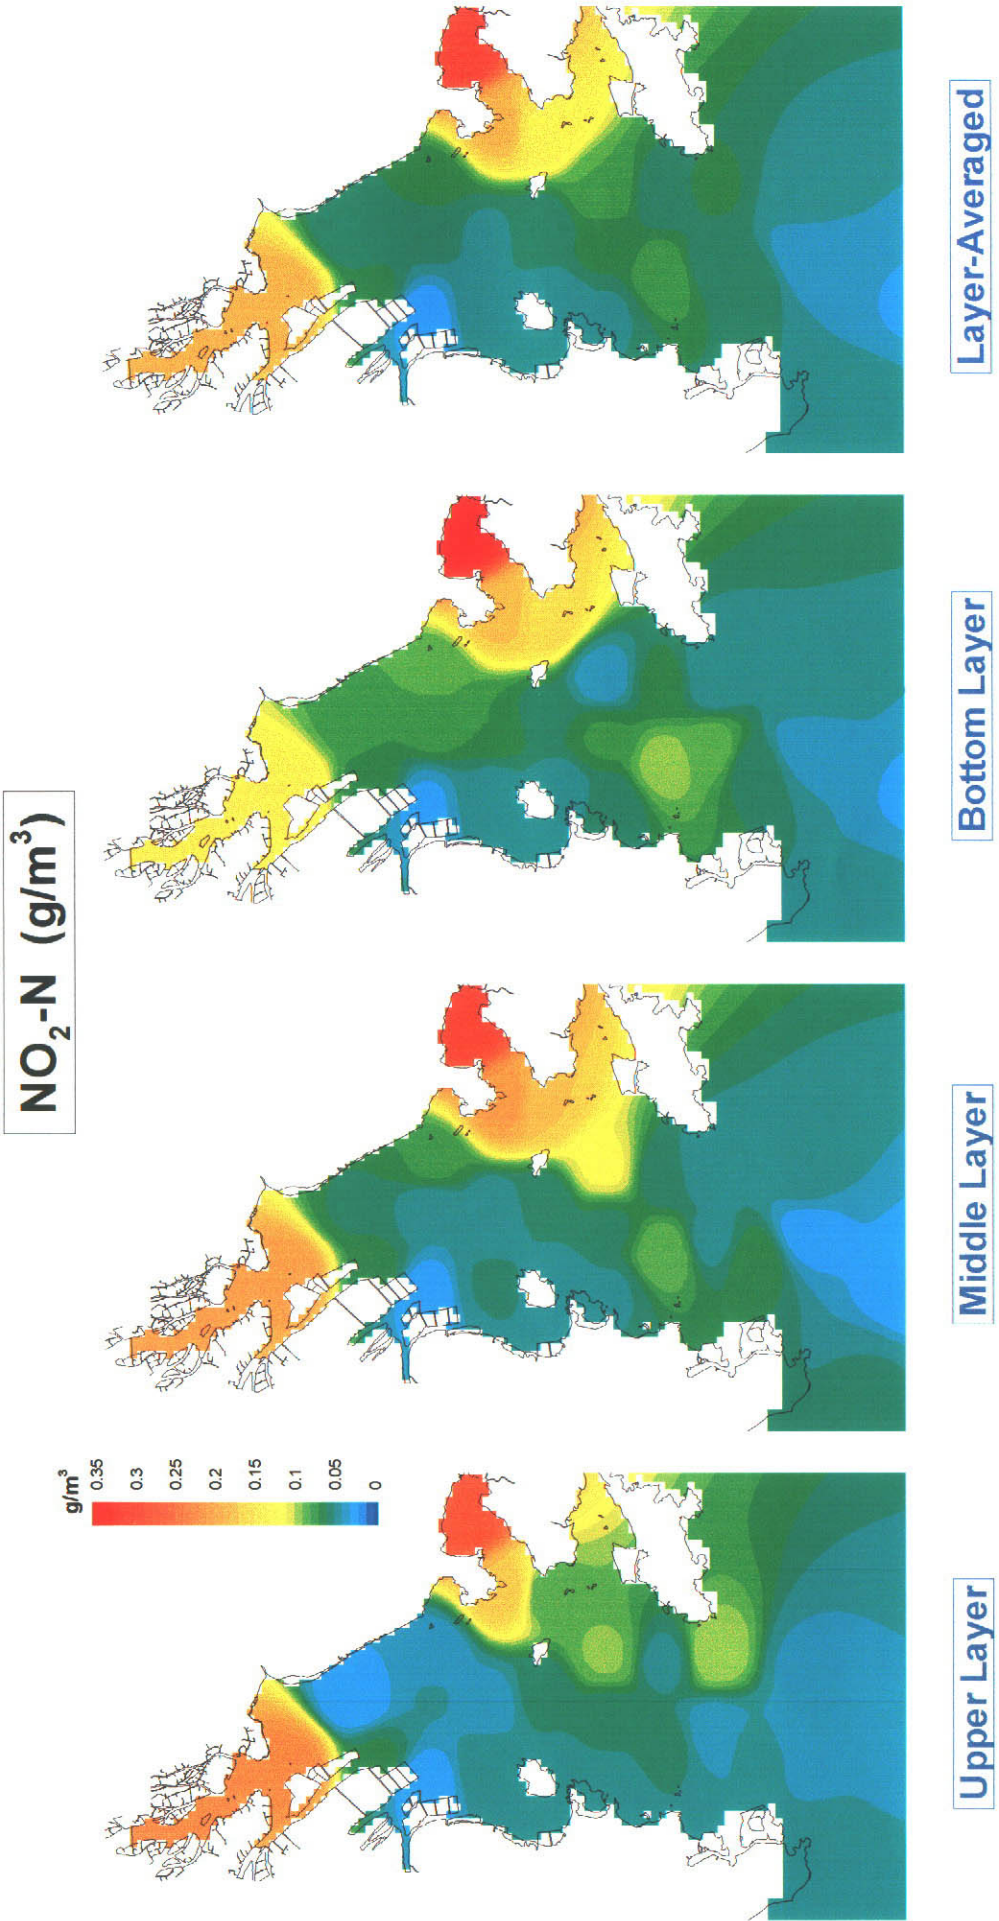 NO₂-N (g/m³)
g/m³
0.35
0.3
0.25
0.2
0.15
0.1
0.05
0
Upper Layer
Middle Layer
Bottom Layer
Layer-Averaged